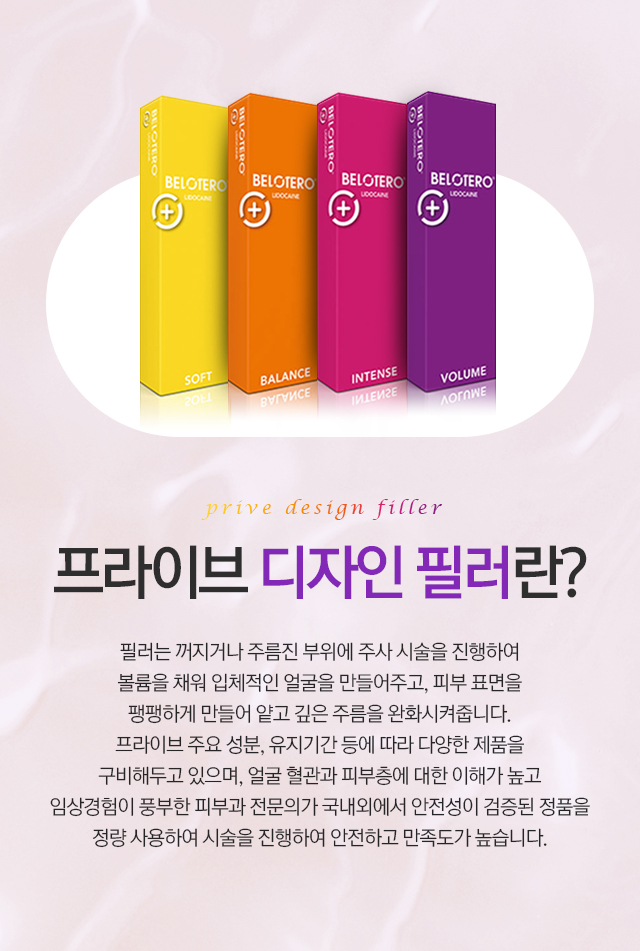 BELOTERO
LIDOCAINE
BELOTERO
LIDOCAINE
SOFT
BELOTERO
LIDOCAINE
BELOTERO
LIDOCAINE
BALANCE
BELOTERO
LIDOCAINE
BELOTERO
LIDOCAINE
INTENSE
BELOTERO
LIDOCAINE
BELOTERO
LIDOCAINE
VOLUME
prive design filler
프라이브 디자인 필러란?
필러는 꺼지거나 주름진 부위에 주사 시술을 진행하여
볼륨을 채워 입체적인 얼굴을 만들어주고, 피부 표면을
팽팽하게 만들어 얕고 깊은 주름을 완화시켜줍니다.
프라이브 주요 성분, 유지기간 등에 따라 다양한 제품을
구비해두고 있으며, 얼굴 혈관과 피부층에 대한 이해가 높고
임상경험이 풍부한 피부과 전문의가 국내외에서 안전성이 검증된 정품을
정량 사용하여 시술을 진행하여 안전하고 만족도가 높습니다.